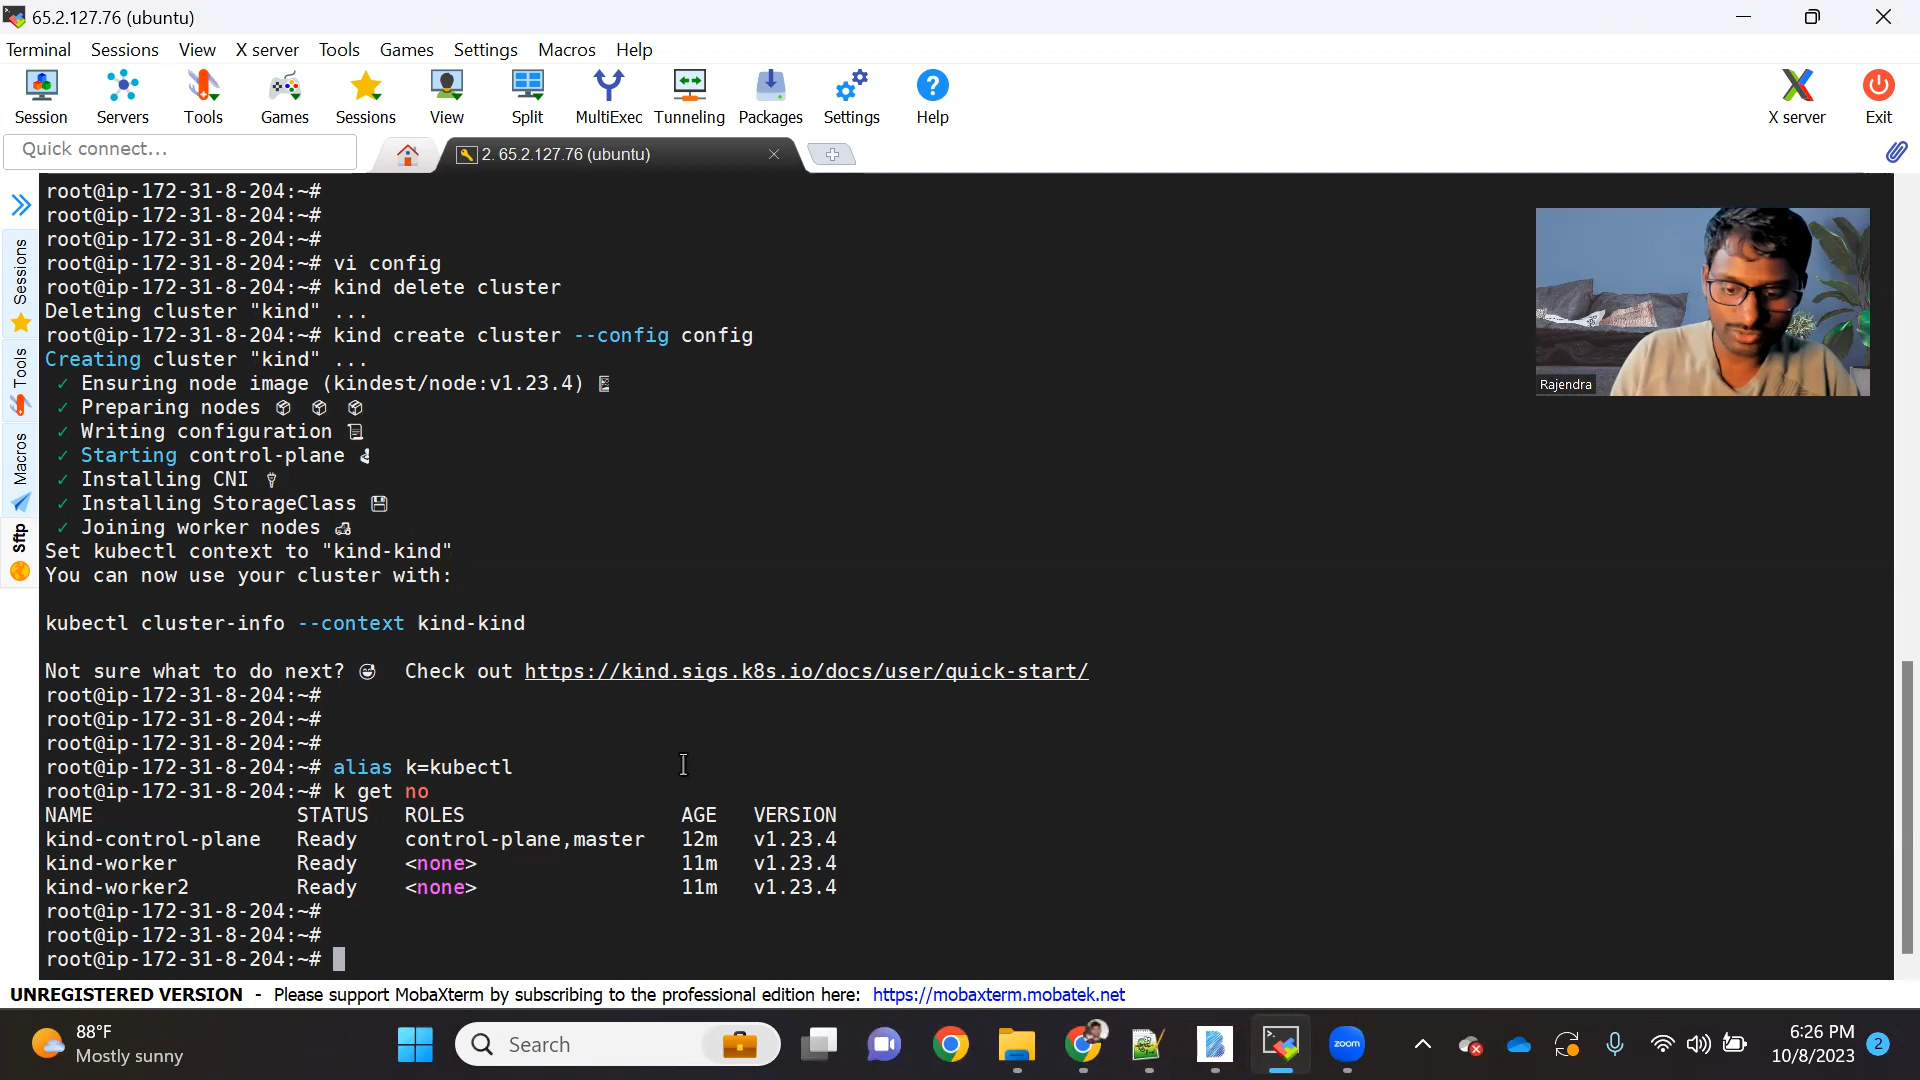 65.2.127.76 (ubuntu)
Terminal Sessions View X server Tools Games Settings Macros Help
Session Servers Tools Games Sessions View Split MultiExec Tunneling Packages Settings Help X server Exit
Quick connect...
2. 65.2.127.76 (ubuntu)
Sessions
Tools
Macros
Sftp
root@ip-172-31-8-204:~#
root@ip-172-31-8-204:~#
root@ip-172-31-8-204:~#
root@ip-172-31-8-204:~# vi config
root@ip-172-31-8-204:~# kind delete cluster
Deleting cluster "kind" ...
root@ip-172-31-8-204:~# kind create cluster --config config
Creating cluster "kind" ...
✓ Ensuring node image (kindest/node:v1.23.4)
✓ Preparing nodes
✓ Writing configuration
✓ Starting control-plane
✓ Installing CNI
✓ Installing StorageClass
✓ Joining worker nodes
Set kubectl context to "kind-kind"
You can now use your cluster with:
kubectl cluster-info --context kind-kind
Not sure what to do next? 😅 Check out https://kind.sigs.k8s.io/docs/user/quick-start/
root@ip-172-31-8-204:~#
root@ip-172-31-8-204:~#
root@ip-172-31-8-204:~#
root@ip-172-31-8-204:~# alias k=kubectl
root@ip-172-31-8-204:~# k get no
NAME STATUS ROLES AGE VERSION
kind-control-plane Ready control-plane,master 12m v1.23.4
kind-worker Ready <none> 11m v1.23.4
kind-worker2 Ready <none> 11m v1.23.4
root@ip-172-31-8-204:~#
root@ip-172-31-8-204:~#
root@ip-172-31-8-204:~#
Rajendra
UNREGISTERED VERSION - Please support MobaXterm by subscribing to the professional edition here: https://mobaxterm.mobatek.net
88°F
Mostly sunny
Search
zoom
6:26 PM
10/8/2023
2